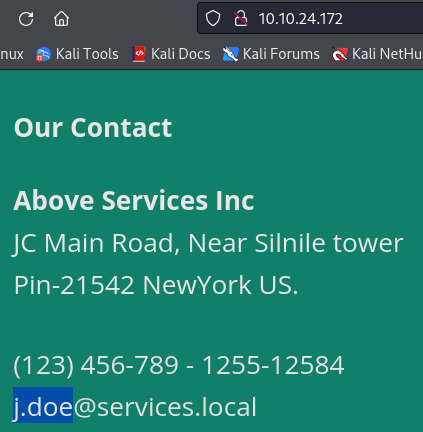 10.10.24.172
nux Kali Tools Kali Docs Kali Forums Kali NetHu
Our Contact
Above Services Inc
JC Main Road, Near Silnile tower
Pin-21542 NewYork US.
(123) 456-789 - 1255-12584
j.doe@services.local